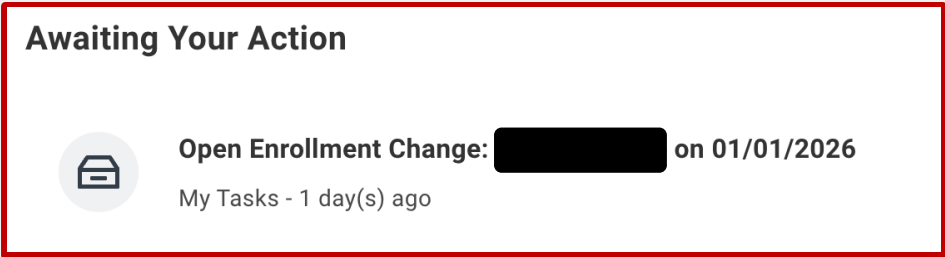 Awaiting Your Action
Open Enrollment Change: on 01/01/2026
My Tasks - 1 day(s) ago